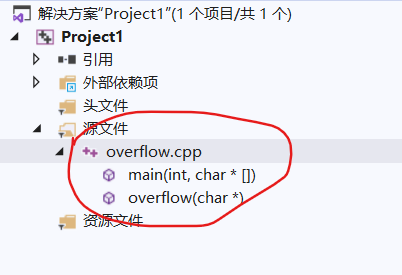 解决方案"Project1"(1 个项目/共 1 个)
Project1
引用
外部依赖项
头文件
源文件
overflow.cpp
main(int, char * [])
overflow(char *)
资源文件